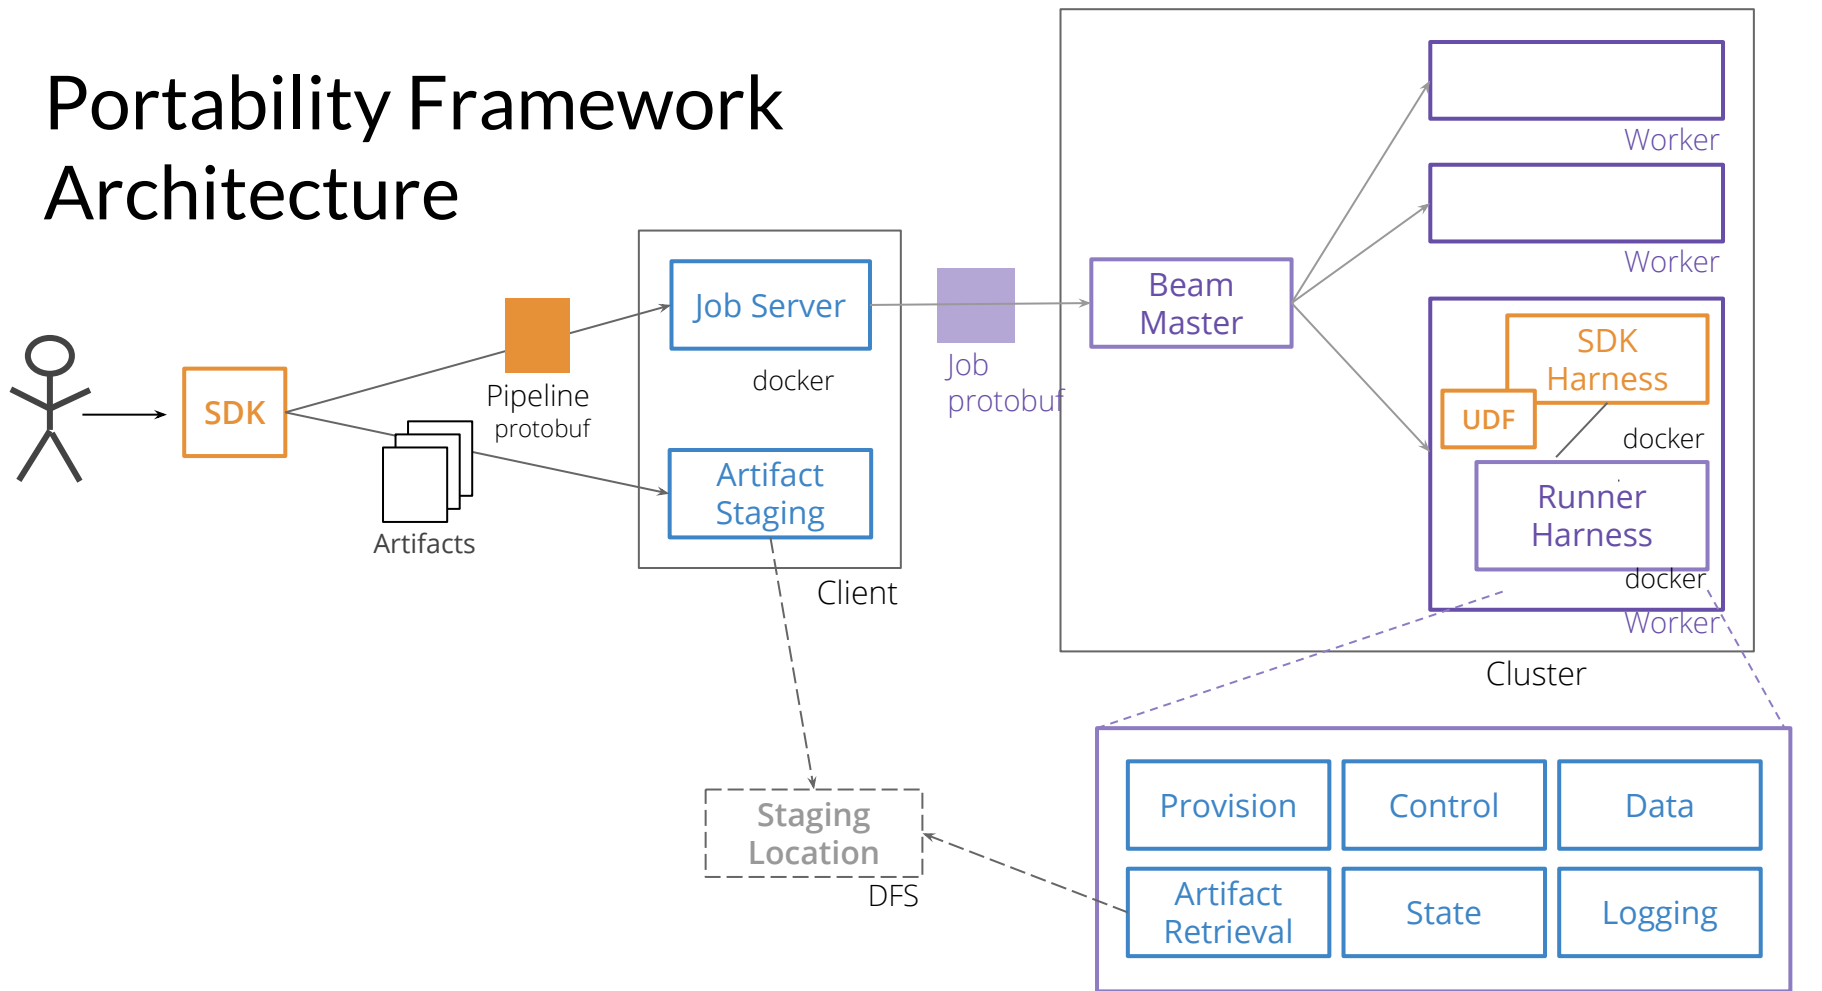 Portability Framework
Architecture
SDK
Pipeline
protobuf
Artifacts
Job Server
docker
Artifact
Staging
Client
Job
protobuf
Beam
Master
Worker
Worker
SDK
Harness
UDF
docker
Runner
Harness
docker
Worker
Cluster
Staging
Location
DFS
Provision
Control
Data
Artifact
Retrieval
State
Logging